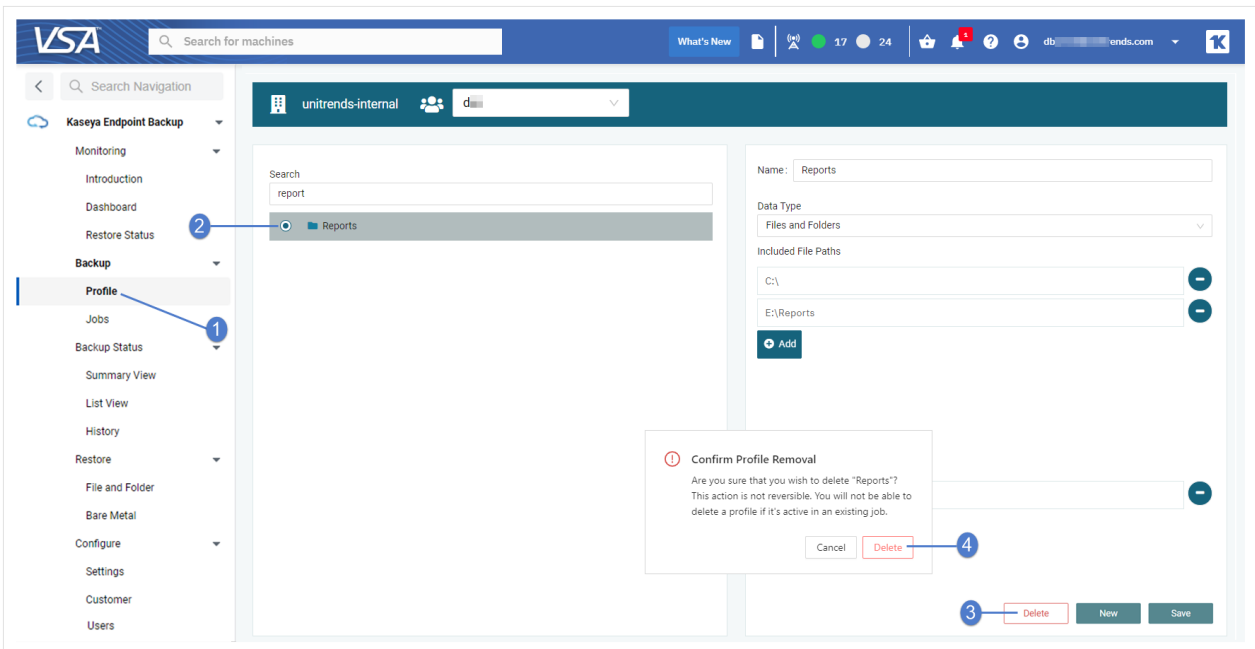 VSA
Search for machines
What's New
17
24
1
db
ends.com
Search Navigation
Kaseya Endpoint Backup
Monitoring
Introduction
Dashboard
Restore Status
Backup
Profile
Jobs
Backup Status
Summary View
List View
History
Restore
File and Folder
Bare Metal
Configure
Settings
Customer
Users
unitrends-internal
d
Search
report
Reports
2
1
Name: Reports
Data Type
Files and Folders
Included File Paths
C:\
E:\Reports
Add
Confirm Profile Removal
Are you sure that you wish to delete "Reports"?
This action is not reversible. You will not be able to
delete a profile if it's active in an existing job.
Cancel
Delete
4
3
Delete
New
Save